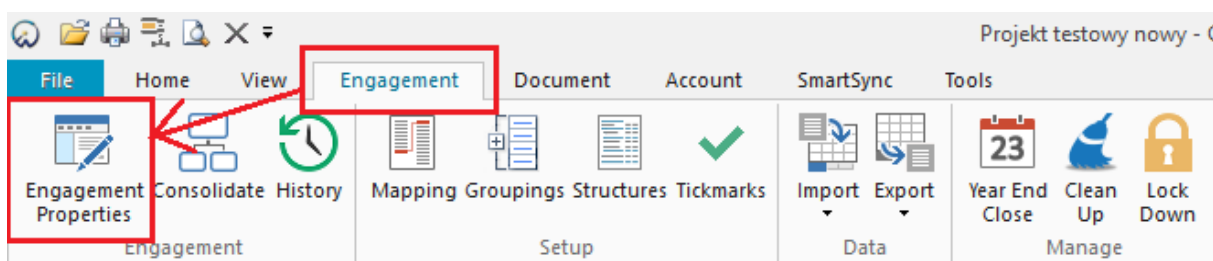 Projekt testowy nowy -
File Home View Engagement Document Account SmartSync Tools
23
Engagement Consolidate History Mapping Groupings Structures Tickmarks Import Export Year End Clean Lock
Properties Close Up Down
Engagement Setup Data Manage